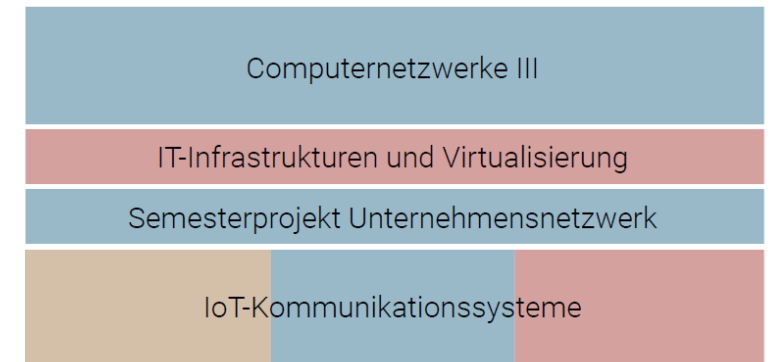 Computernetzwerke III
IT-Infrastrukturen und Virtualisierung
Semesterprojekt Unternehmensnetzwerk
IoT-Kommunikationssysteme